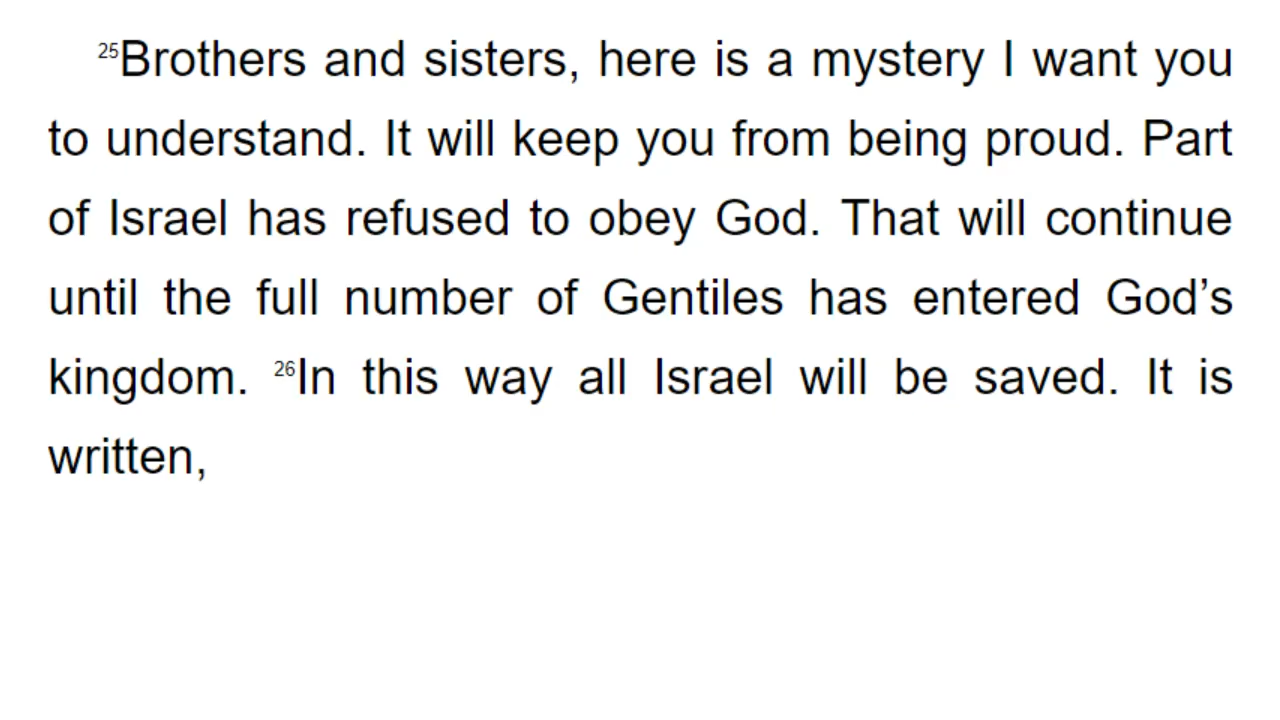 25Brothers and sisters, here is a mystery I want you
to understand. It will keep you from being proud. Part
of Israel has refused to obey God. That will continue
until the full number of Gentiles has entered God’s
kingdom. 26In this way all Israel will be saved. It is
written,